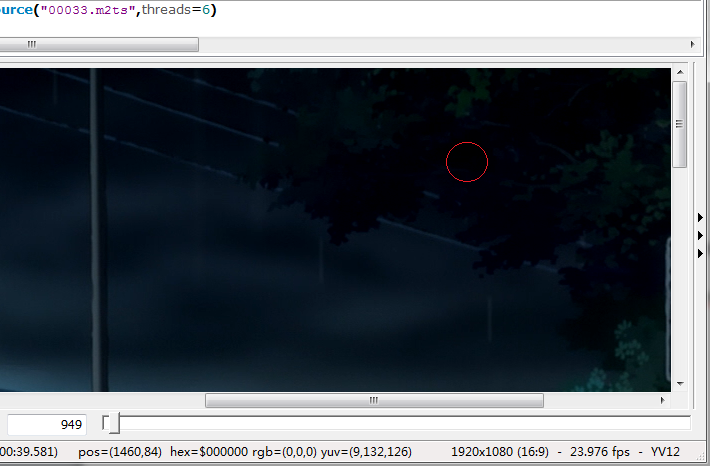 ource("00033.m2ts",threads=6)
949
00:39.581) pos=(1460,84) hex=$000000 rgb=(0,0,0) yuv=(9,132,126) 1920x1080 (16:9) - 23.976 fps - YV12